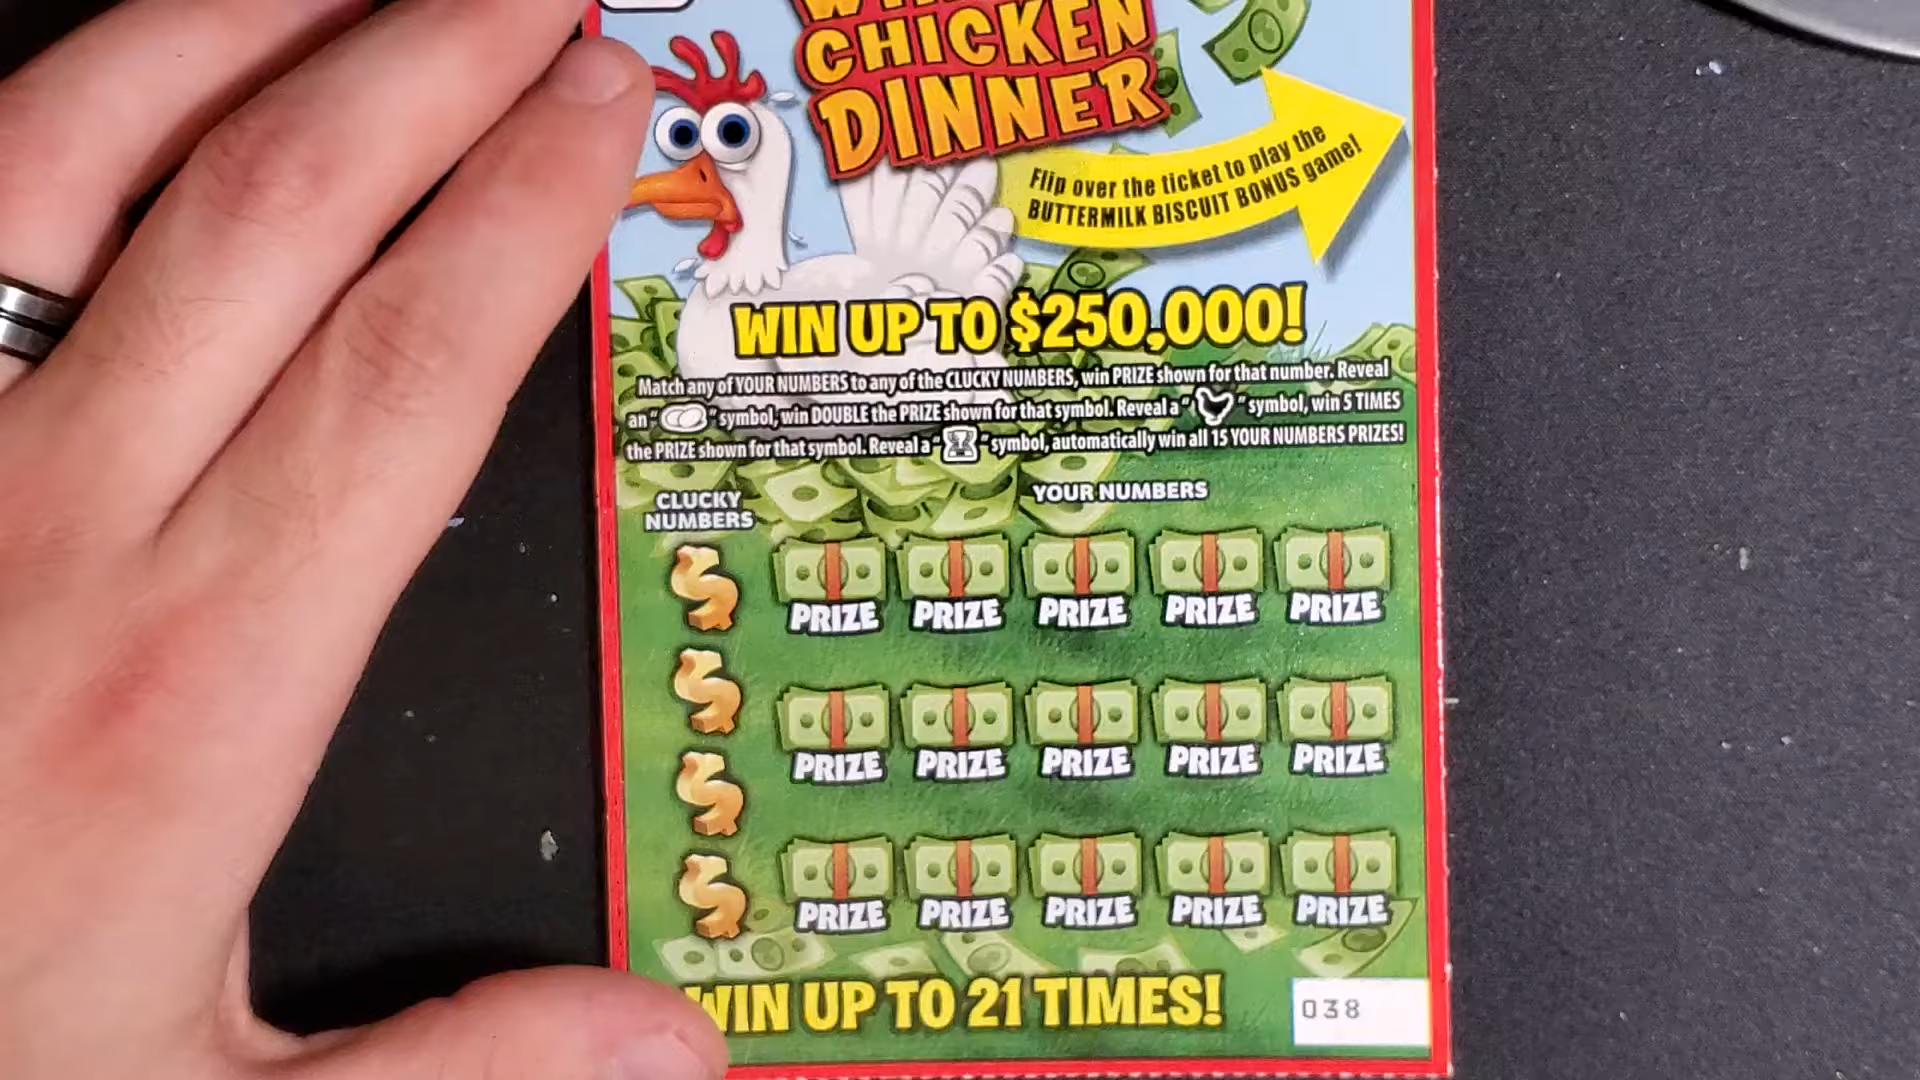 CHICKEN
DINNER
Flip over the ticket to play the
BUTTERMILK BISCUIT BONUS game!
WIN UP TO $250,000!
Match any of YOUR NUMBERS to any of the CLUCKY NUMBERS, win PRIZE shown for that number. Reveal
an " " symbol, win DOUBLE the PRIZE shown for that symbol. Reveal a " " symbol, win 5 TIMES
the PRIZE shown for that symbol. Reveal a " " symbol, automatically win all 15 YOUR NUMBERS PRIZES!
CLUCKY
NUMBERS
YOUR NUMBERS
PRIZE PRIZE PRIZE PRIZE PRIZE
PRIZE PRIZE PRIZE PRIZE PRIZE
PRIZE PRIZE PRIZE PRIZE PRIZE
WIN UP TO 21 TIMES!
038